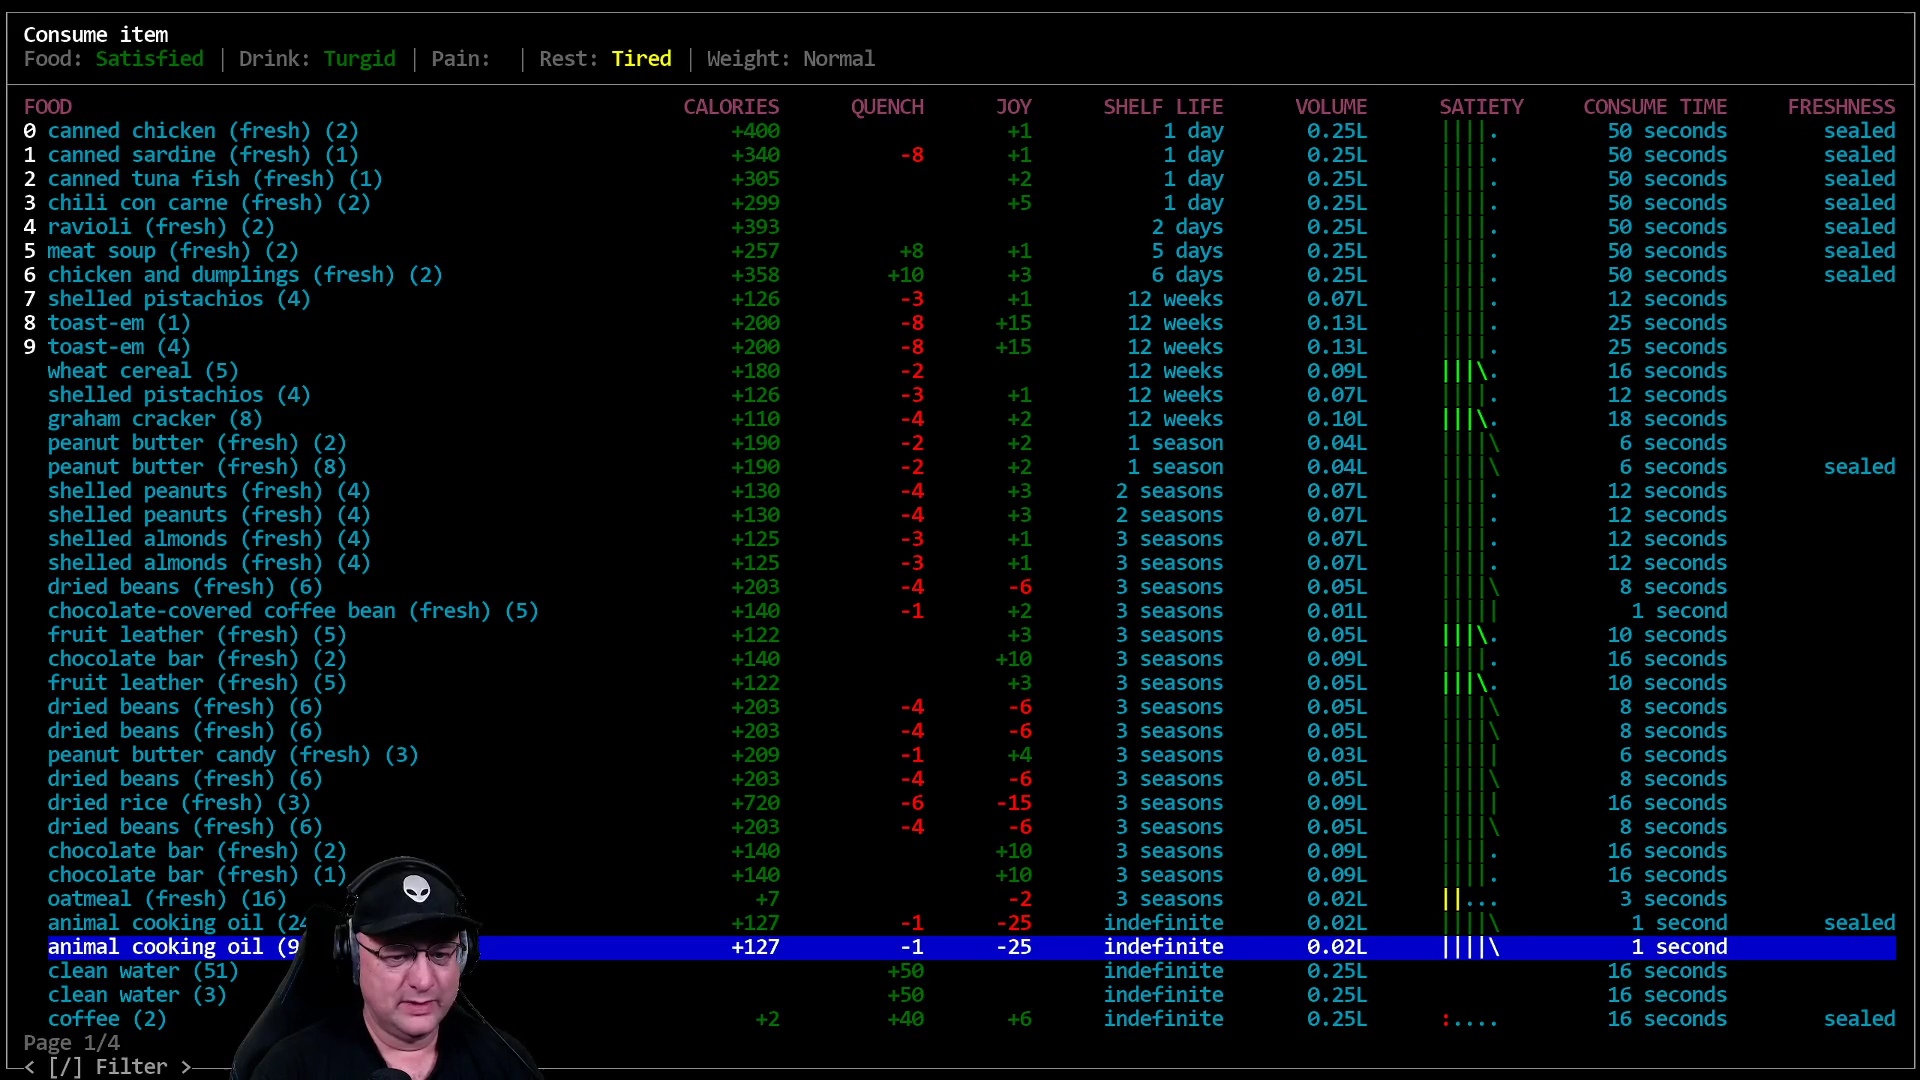 Consume item
Food: Satisfied | Drink: Turgid | Pain: | Rest: Tired | Weight: Normal
FOOD CALORIES QUENCH JOY SHELF LIFE VOLUME SATIETY CONSUME TIME FRESHNESS
0 canned chicken (fresh) (2) +400 +1 1 day 0.25L ||||. 50 seconds sealed
1 canned sardine (fresh) (1) +340 -8 +1 1 day 0.25L ||||. 50 seconds sealed
2 canned tuna fish (fresh) (1) +305 +2 1 day 0.25L ||||. 50 seconds sealed
3 chili con carne (fresh) (2) +299 +5 1 day 0.25L ||||. 50 seconds sealed
4 ravioli (fresh) (2) +393 2 days 0.25L ||||. 50 seconds sealed
5 meat soup (fresh) (2) +257 +8 +1 5 days 0.25L ||||. 50 seconds sealed
6 chicken and dumplings (fresh) (2) +358 +10 +3 6 days 0.25L ||||. 50 seconds sealed
7 shelled pistachios (4) +126 -3 +1 12 weeks 0.07L ||||. 12 seconds
8 toast-em (1) +200 -8 +15 12 weeks 0.13L ||||. 25 seconds
9 toast-em (4) +200 -8 +15 12 weeks 0.13L ||||. 25 seconds
wheat cereal (5) +180 -2 12 weeks 0.09L |||\. 16 seconds
shelled pistachios (4) +126 -3 +1 12 weeks 0.07L ||||. 12 seconds
graham cracker (8) +110 -4 +2 12 weeks 0.10L |||\. 18 seconds
peanut butter (fresh) (2) +190 -2 +2 1 season 0.04L ||||\ 6 seconds
peanut butter (fresh) (8) +190 -2 +2 1 season 0.04L ||||\ 6 seconds sealed
shelled peanuts (fresh) (4) +130 -4 +3 2 seasons 0.07L ||||. 12 seconds
shelled peanuts (fresh) (4) +130 -4 +3 2 seasons 0.07L ||||. 12 seconds
shelled almonds (fresh) (4) +125 -3 +1 3 seasons 0.07L ||||. 12 seconds
shelled almonds (fresh) (4) +125 -3 +1 3 seasons 0.07L ||||. 12 seconds
dried beans (fresh) (6) +203 -4 -6 3 seasons 0.05L ||||\ 8 seconds
chocolate-covered coffee bean (fresh) (5) +140 -1 +2 3 seasons 0.01L ||||| 1 second
fruit leather (fresh) (5) +122 +3 3 seasons 0.05L |||\. 10 seconds
chocolate bar (fresh) (2) +140 +10 3 seasons 0.09L ||||. 16 seconds
fruit leather (fresh) (5) +122 +3 3 seasons 0.05L |||\. 10 seconds
dried beans (fresh) (6) +203 -4 -6 3 seasons 0.05L ||||\ 8 seconds
dried beans (fresh) (6) +203 -4 -6 3 seasons 0.05L ||||\ 8 seconds
peanut butter candy (fresh) (3) +209 -1 +4 3 seasons 0.03L ||||| 6 seconds
dried beans (fresh) (6) +203 -4 -6 3 seasons 0.05L ||||\ 8 seconds
dried rice (fresh) (3) +720 -6 -15 3 seasons 0.09L ||||| 16 seconds
dried beans (fresh) (6) +203 -4 -6 3 seasons 0.05L ||||\ 8 seconds
chocolate bar (fresh) (2) +140 +10 3 seasons 0.09L ||||. 16 seconds
chocolate bar (fresh) (1) +140 +10 3 seasons 0.09L ||||. 16 seconds
oatmeal (fresh) (16) +7 -2 3 seasons 0.02L ||... 3 seconds
animal cooking oil (24 +127 -1 -25 indefinite 0.02L ||||\ 1 second sealed
animal cooking oil (9 +127 -1 -25 indefinite 0.02L ||||\ 1 second
clean water (51) +50 indefinite 0.25L 16 seconds
clean water (3) +50 indefinite 0.25L 16 seconds
coffee (2) +2 +40 +6 indefinite 0.25L :.... 16 seconds sealed
Page 1/4
< [/] Filter >